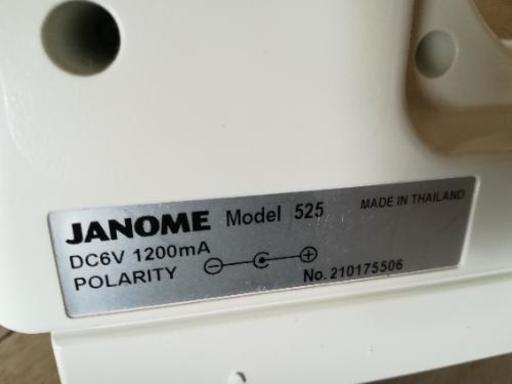 JANOME Model 525 MADE IN THAILAND
DC6V 1200mA
POLARITY No. 210175506